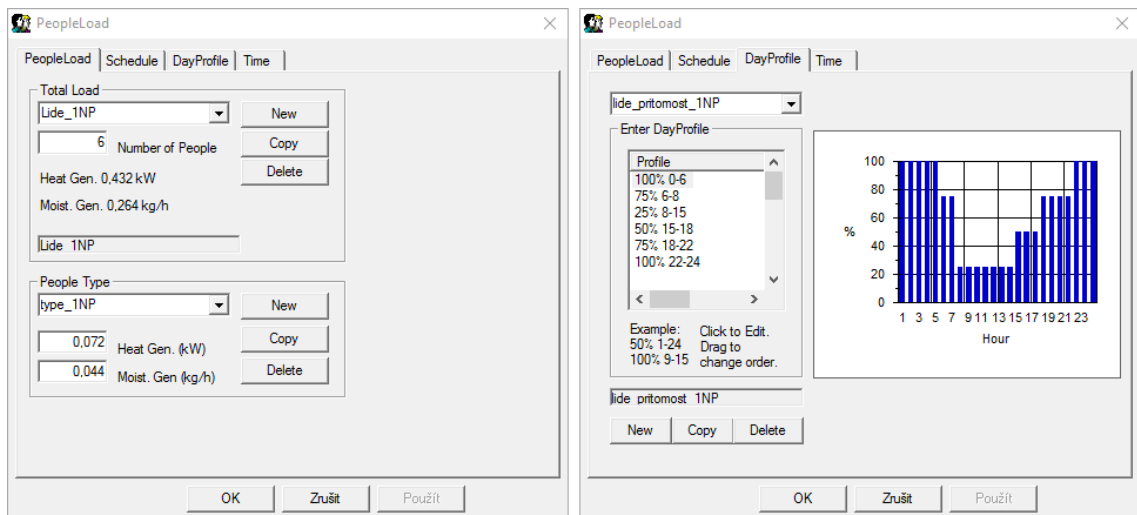 PeopleLoad
PeopleLoad Schedule DayProfile Time
Total Load
Lide_1NP New
6 Number of People Copy
Delete
Heat Gen. 0,432 kW
Moist. Gen. 0,264 kg/h
Lide 1NP
People Type
type_1NP New
0,072 Heat Gen. (kW) Copy
0,044 Moist. Gen (kg/h) Delete
OK Zrušit Použít
PeopleLoad
PeopleLoad Schedule DayProfile Time
lide_pritomost_1NP
Enter DayProfile
Profile
100% 0-6
75% 6-8
25% 8-15
50% 15-18
75% 18-22
100% 22-24
Example:
50% 1-24
100% 9-15
Click to Edit.
Drag to
change order.
lide pritomost 1NP
New Copy Delete
100
80
60
%
40
20
0
1 3 5 7 9 11 13 15 17 19 21 23
Hour
OK Zrušit Použít